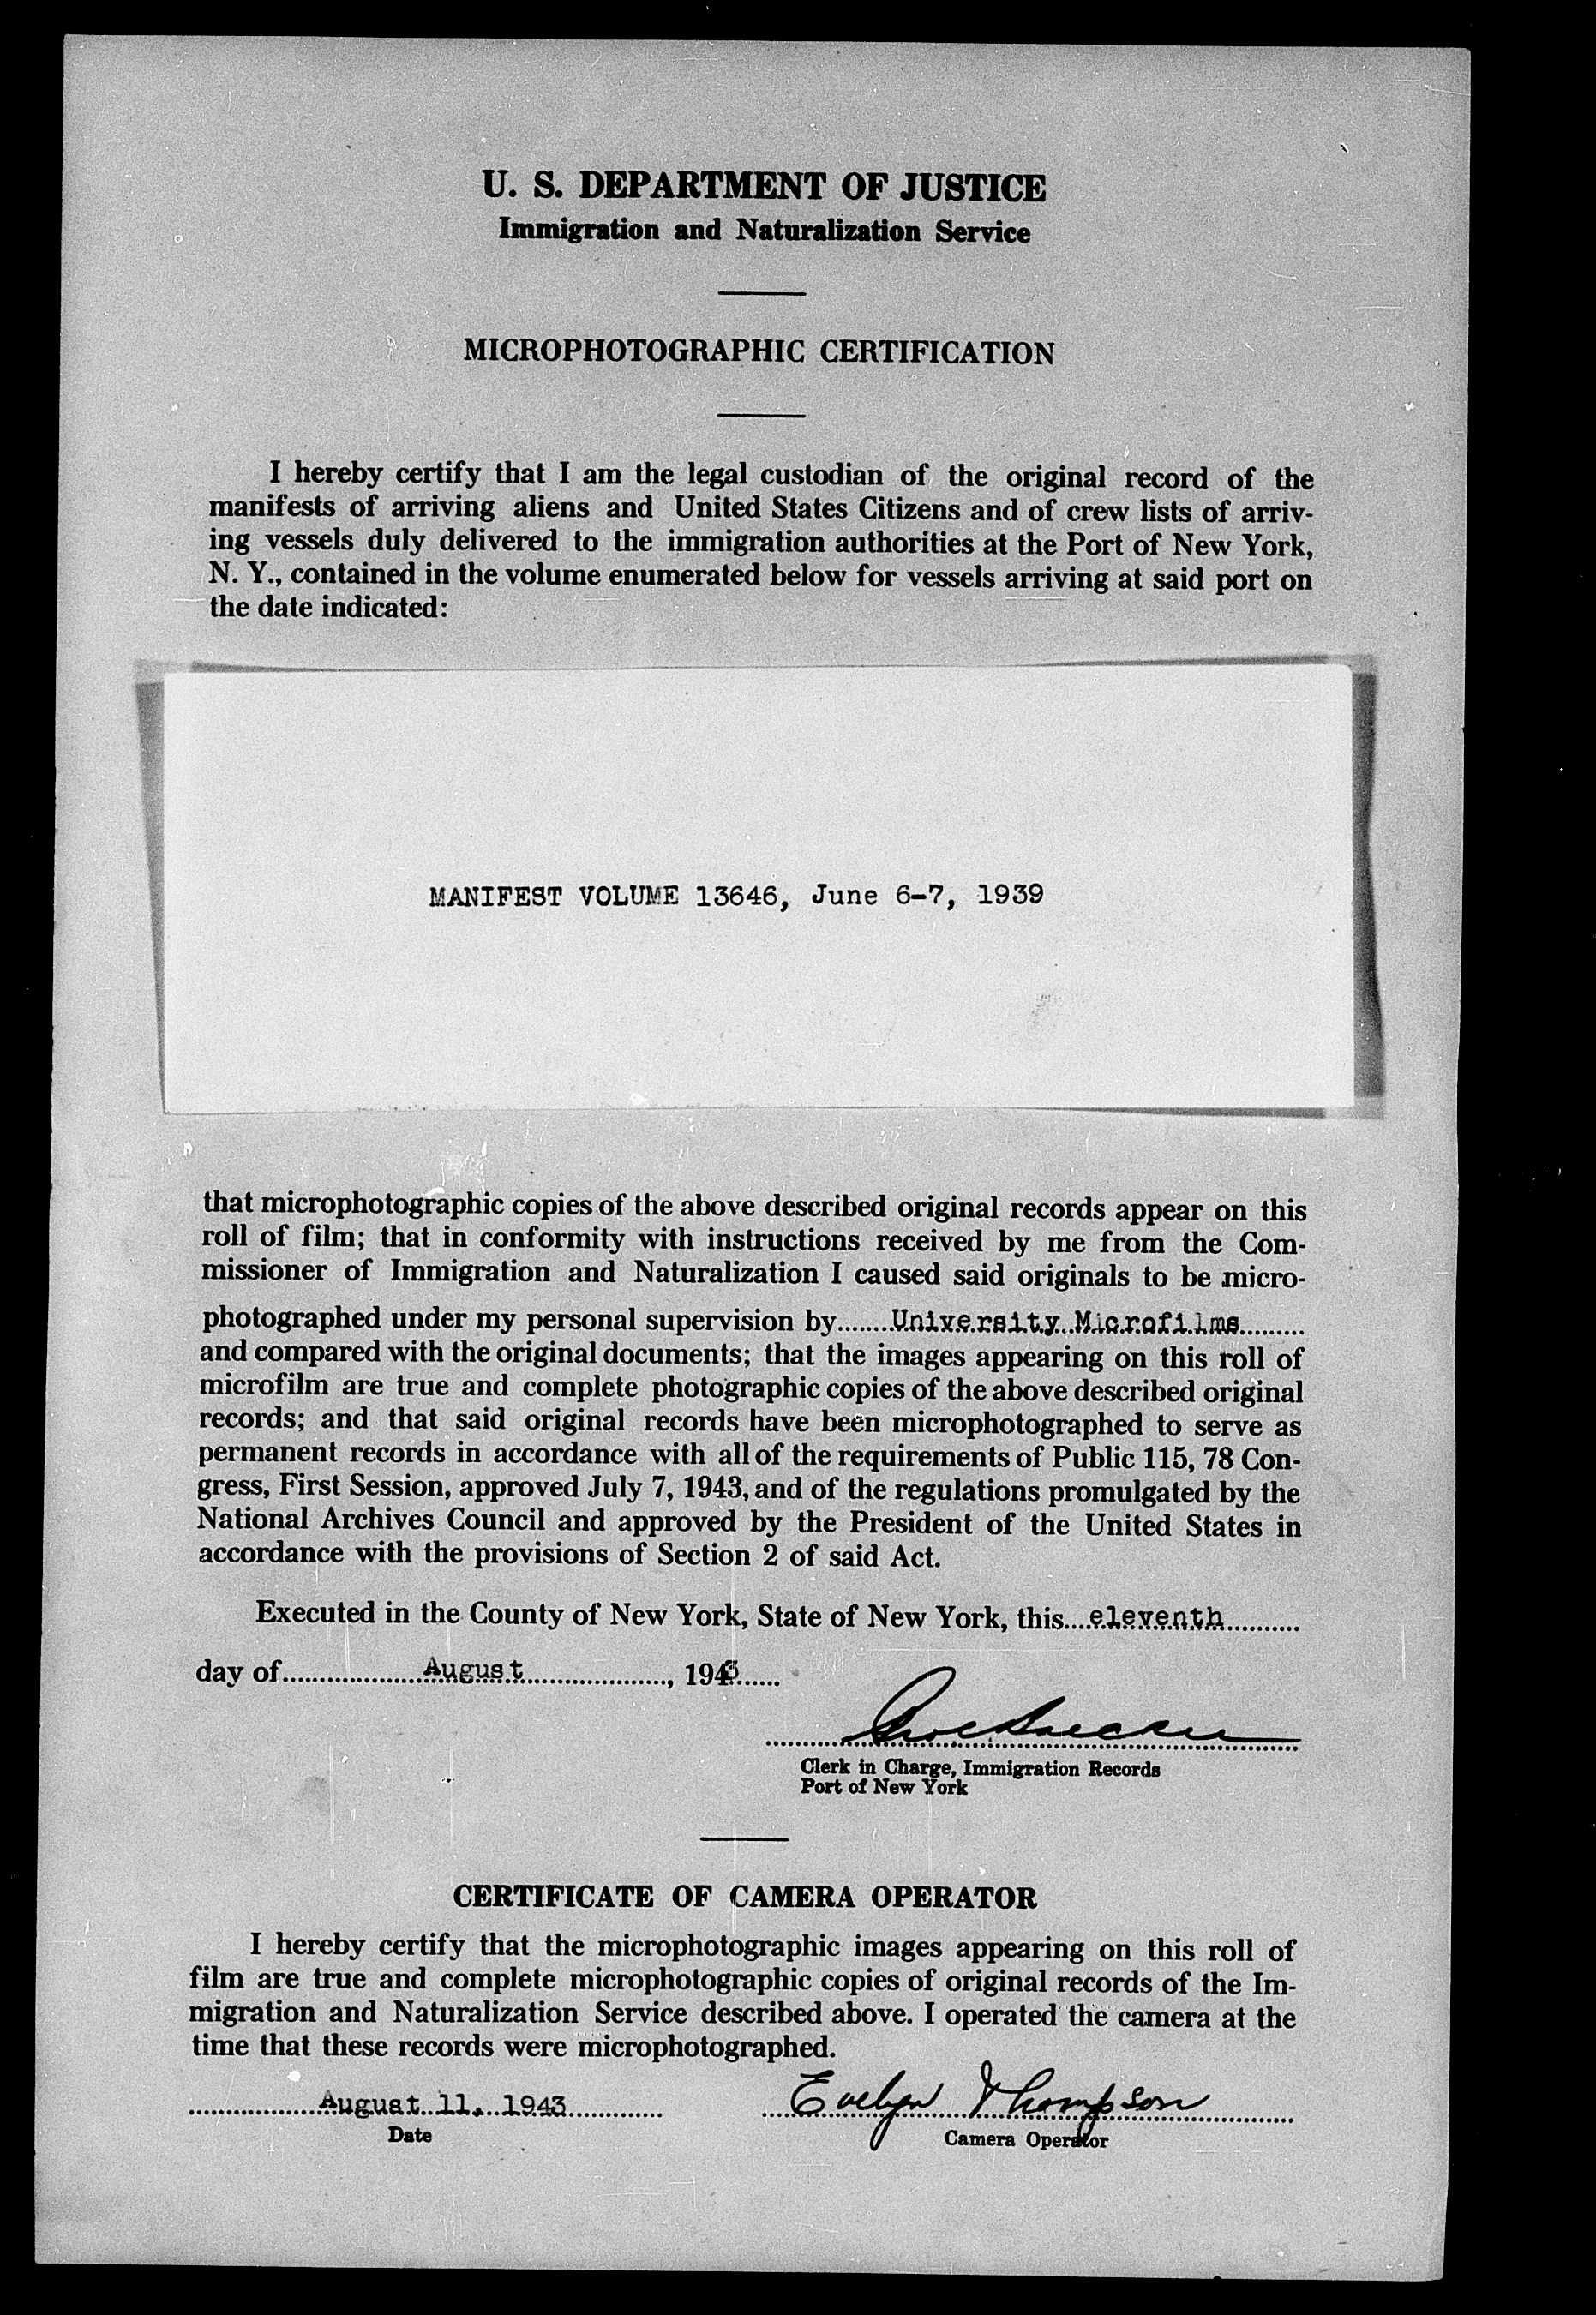 U. S. DEPARTMENT OF JUSTICE
Immigration and Naturalization Service
MICROPHOTOGRAPHIC CERTIFICATION
I hereby certify that I am the legal custodian of the original record of the
manifests of arriving aliens and United States Citizens and of crew lists of arriv-
ing vessels duly delivered to the immigration authorities at the Port of New York,
N. Y., contained in the volume enumerated below for vessels arriving at said port on
the date indicated:
MANIFEST VOLUME 13646, June 6-7, 1939
that microphotographic copies of the above described original records appear on this
roll of film; that in conformity with instructions received by me from the Com-
missioner of Immigration and Naturalization I caused said originals to be micro-
photographed under my personal supervision by University Microfilms
and compared with the original documents; that the images appearing on this roll of
microfilm are true and complete photographic copies of the above described original
records; and that said original records have been microphotographed to serve as
permanent records in accordance with all of the requirements of Public 115, 78 Con-
gress, First Session, approved July 7, 1943, and of the regulations promulgated by the
National Archives Council and approved by the President of the United States in
accordance with the provisions of Section 2 of said Act.
Executed in the County of New York, State of New York, this eleventh
day of August, 1943
Clerk in Charge, Immigration Records
Port of New York
CERTIFICATE OF CAMERA OPERATOR
I hereby certify that the microphotographic images appearing on this roll of
film are true and complete microphotographic copies of original records of the Im-
migration and Naturalization Service described above. I operated the camera at the
time that these records were microphotographed.
August 11, 1943 Evelyn Thompson
Date Camera Operator